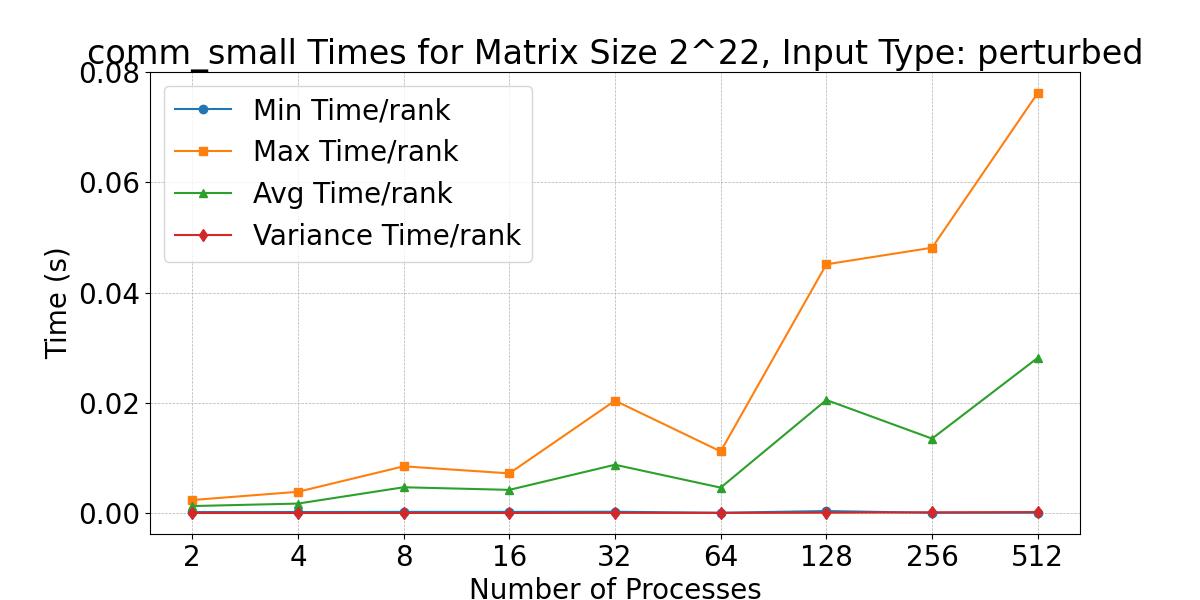 comm_small Times for Matrix Size 2^22, Input Type: perturbed
Min Time/rank
Max Time/rank
Avg Time/rank
Variance Time/rank
Time (s)
0.08
0.06
0.04
0.02
0.00
2 4 8 16 32 64 128 256 512
Number of Processes